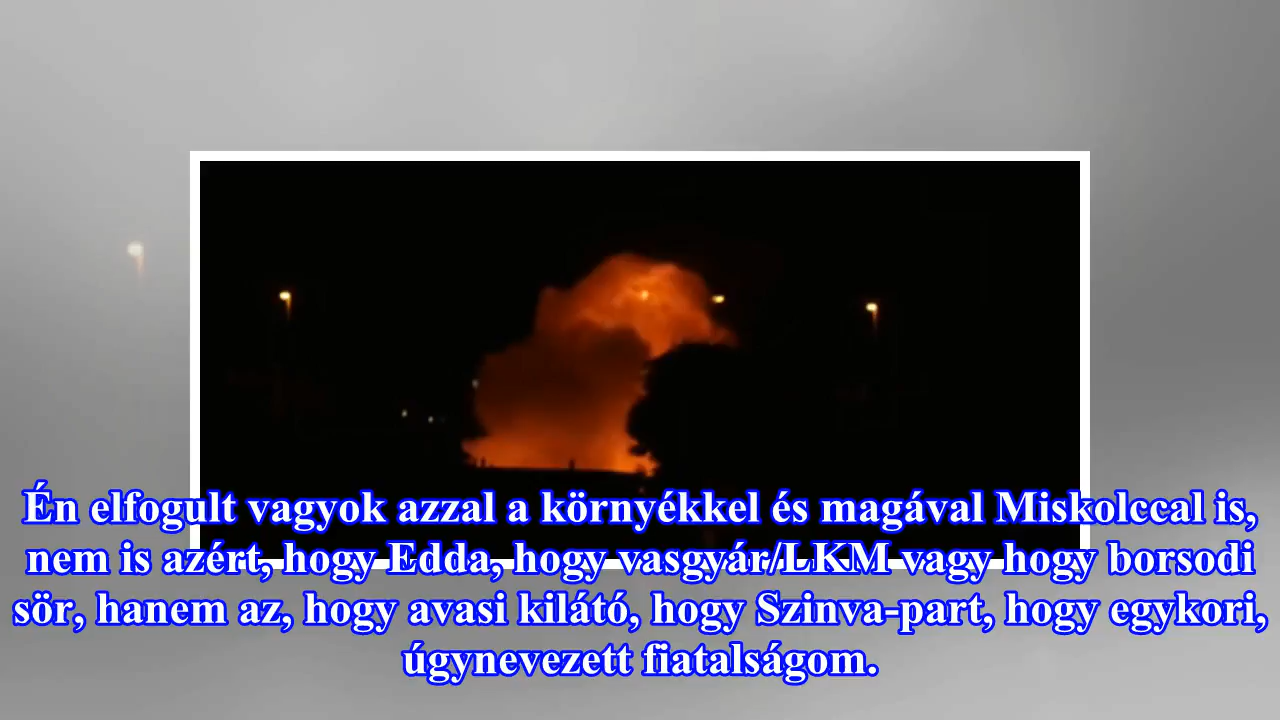 Én elfogult vagyok azzal a környékkel és magával Miskolccal is,
nem is azért, hogy Edda, hogy vasgyár/LKM vagy hogy borsodi
sör, hanem az, hogy avasi kilátó, hogy Szinva-part, hogy egykori,
úgynevezett fiatalságom.